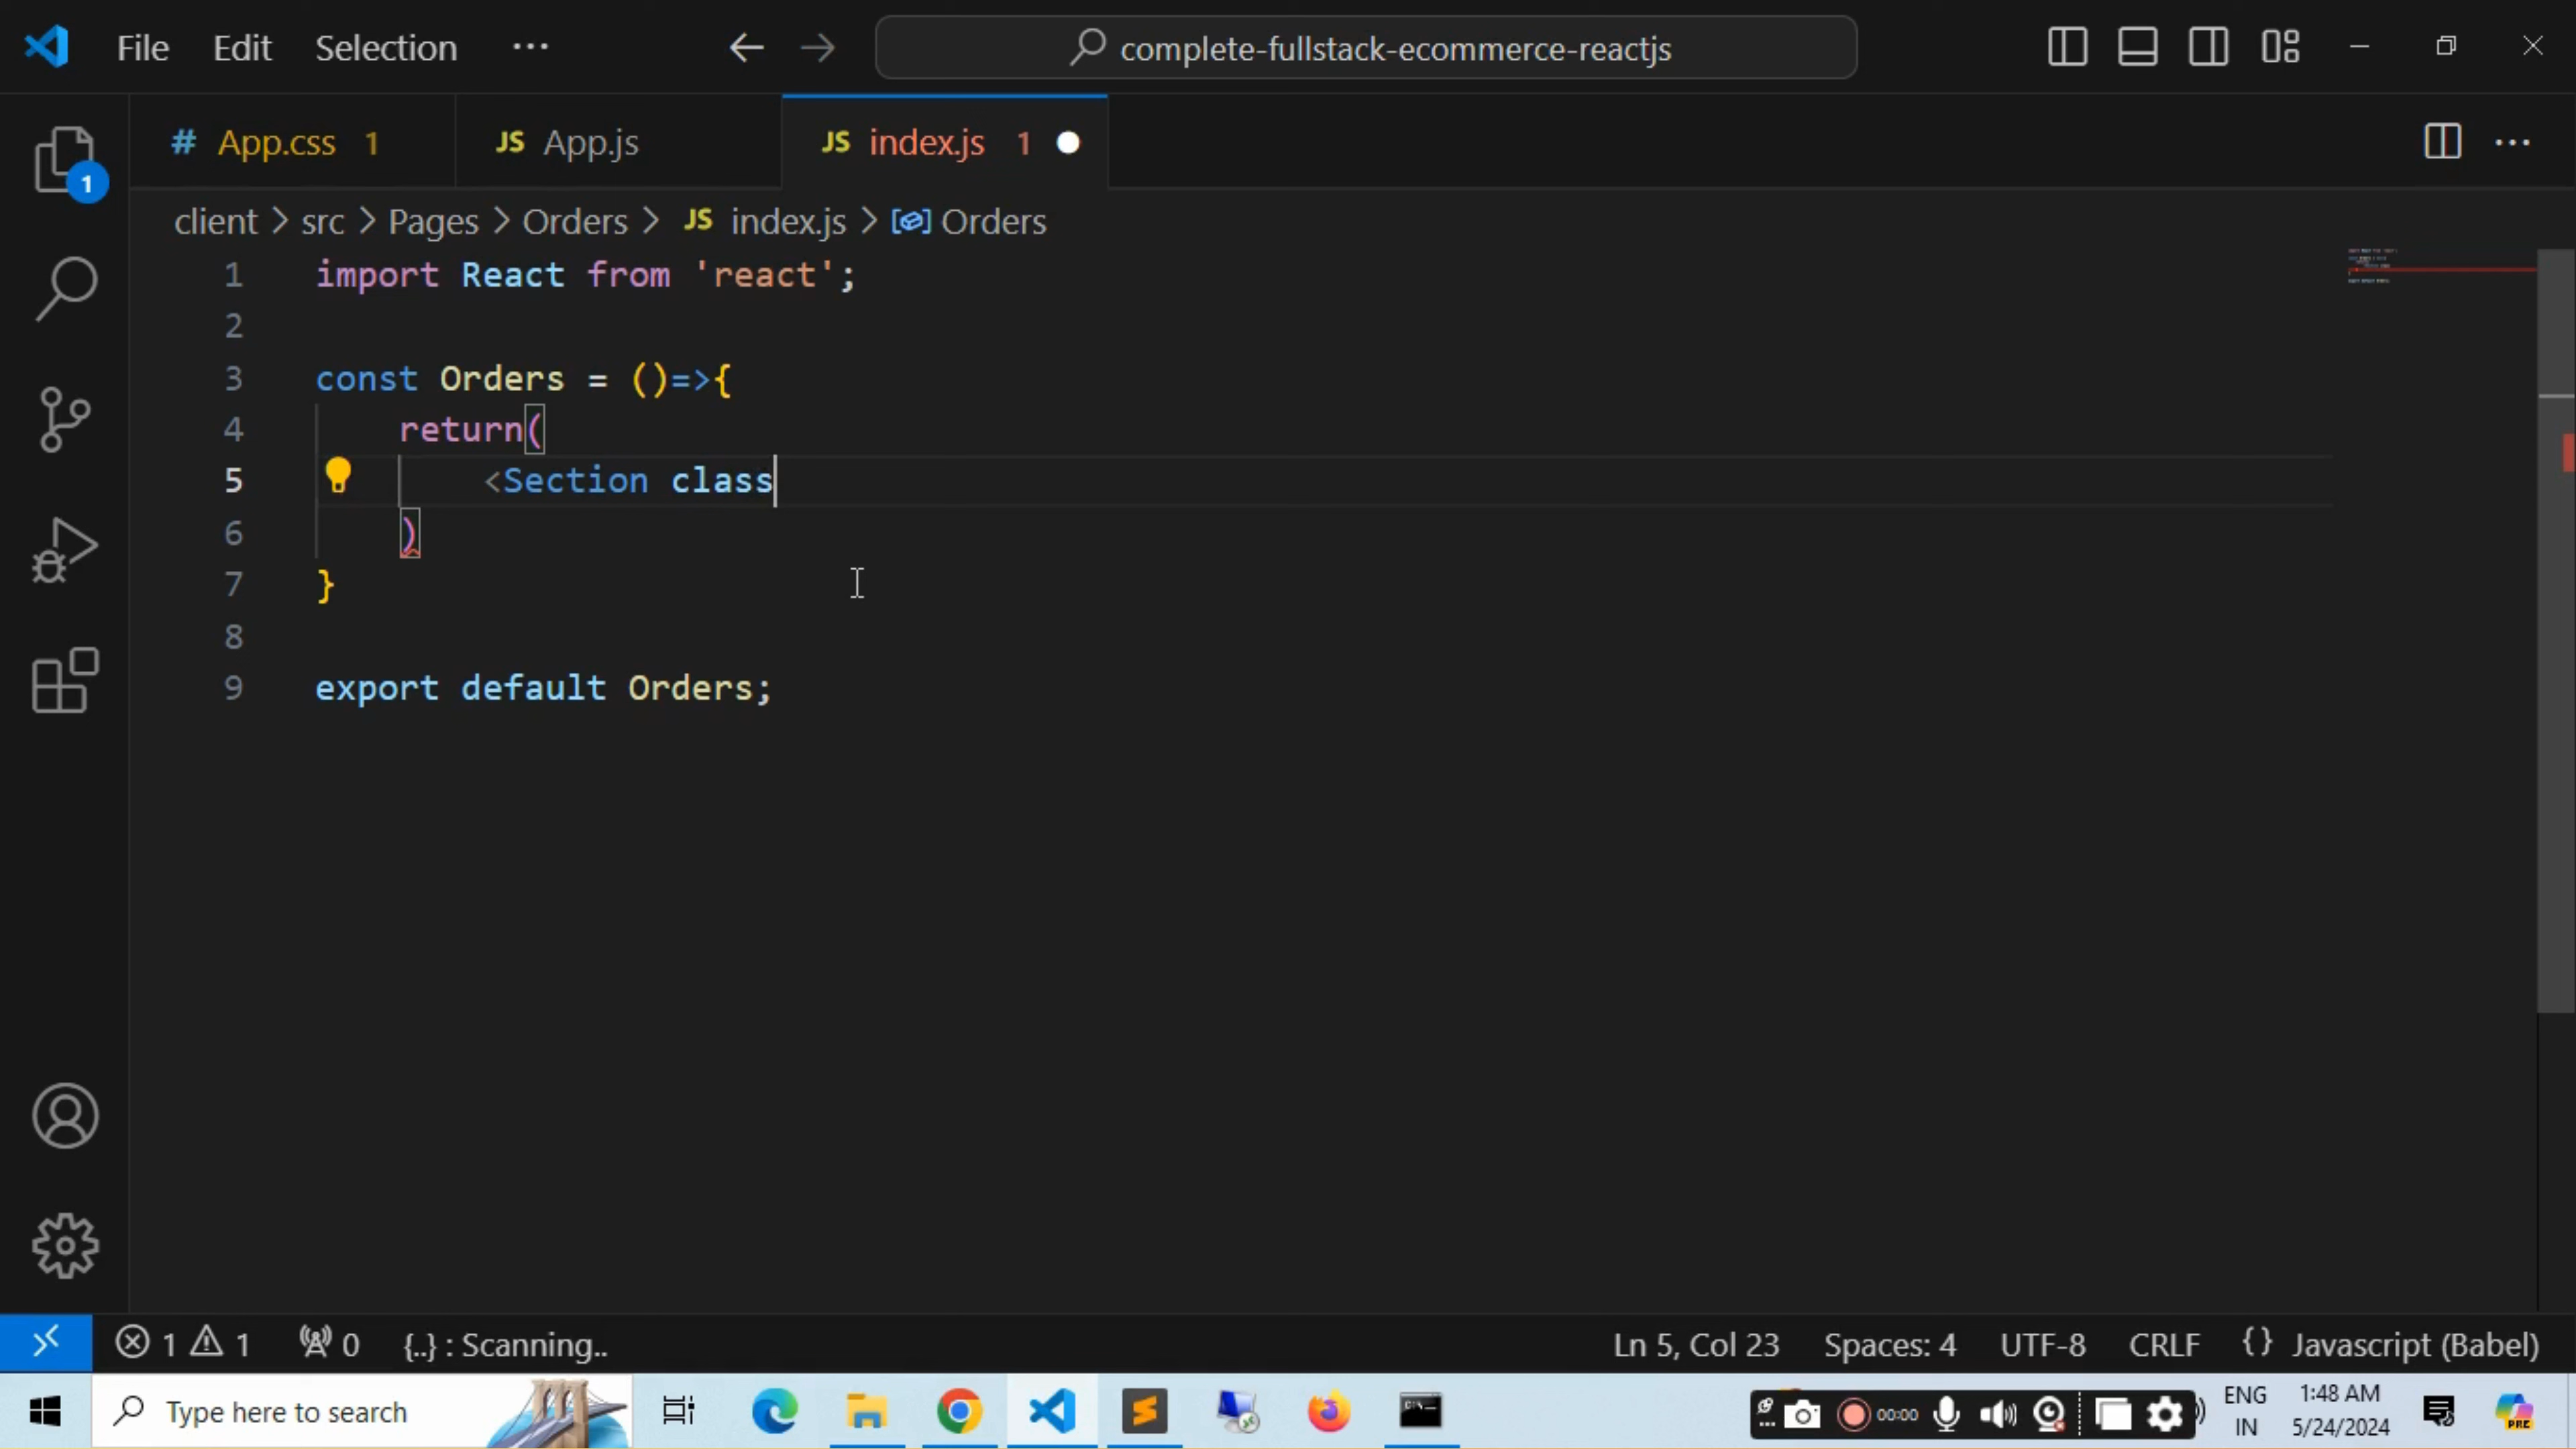 File Edit Selection ··· complete-fullstack-ecommerce-reactjs
# App.css 1 JS App.js JS index.js 1
client > src > Pages > Orders > JS index.js > Orders
1 import React from 'react';
2
3 const Orders = ()=>{
4 return(
5 <Section class
6 )
7 }
8
9 export default Orders;
1
1 1 0 {..} : Scanning.. Ln 5, Col 23 Spaces: 4 UTF-8 CRLF {} Javascript (Babel)
Type here to search 00:00 ENG 1:48 AM
PRE
IN 5/24/2024